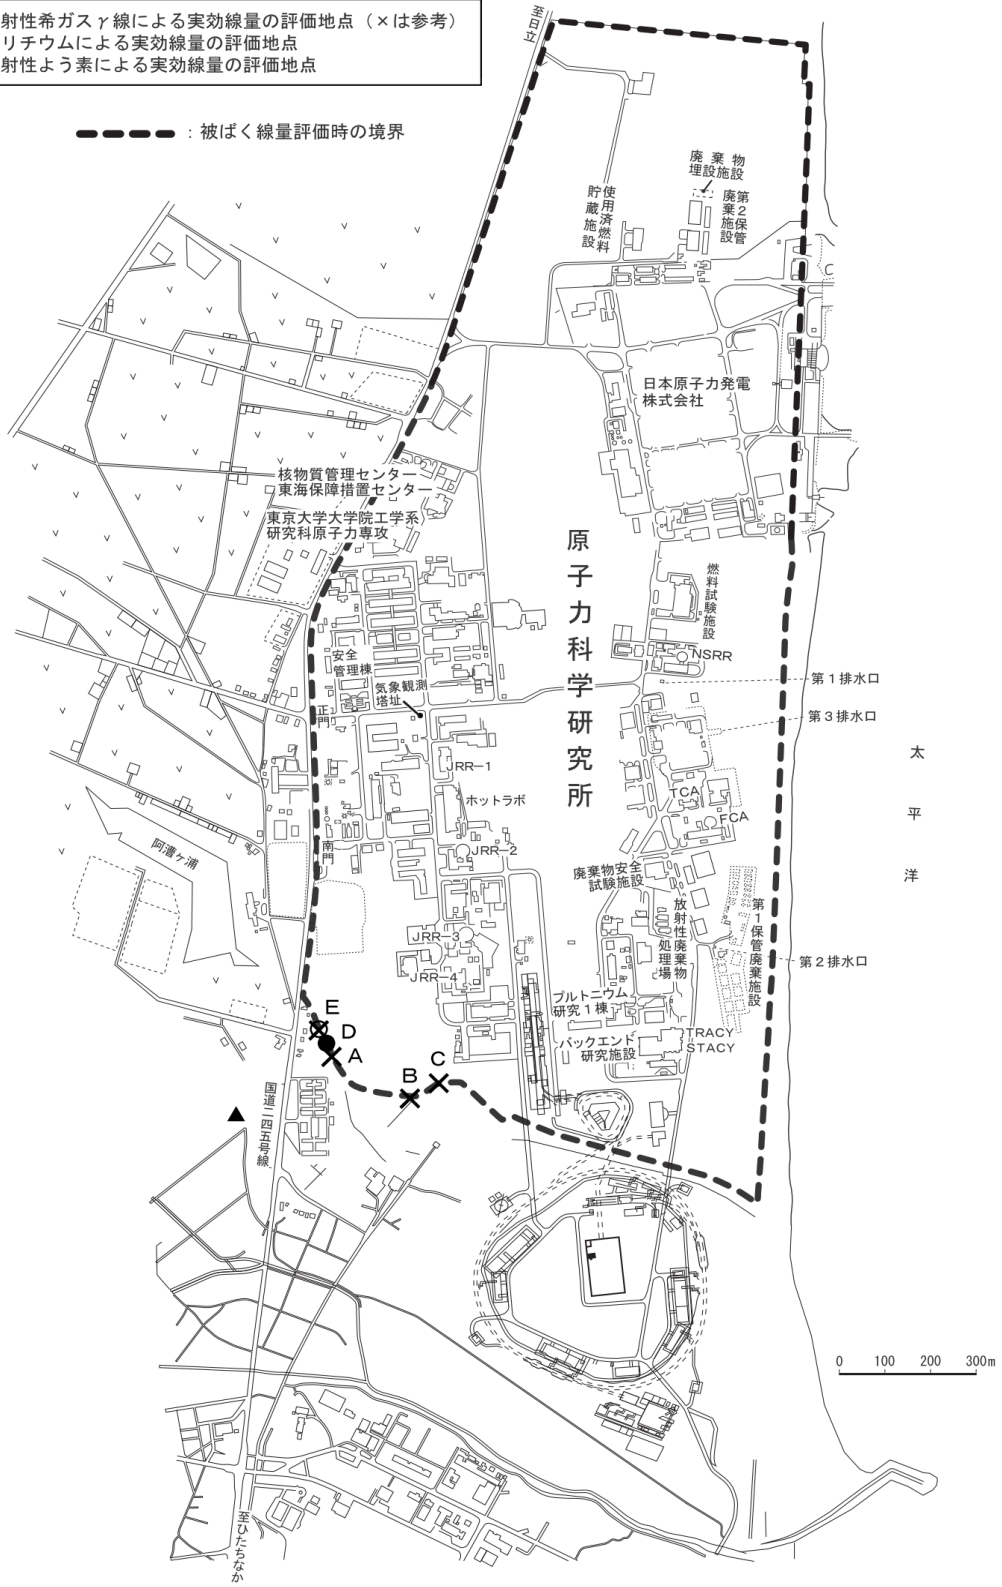 射性希ガスγ線による実効線量の評価地点（×は参考）
リチウムによる実効線量の評価地点
射性よう素による実効線量の評価地点
：被ばく線量評価時の境界
至日立
廃棄物
埋設施設
第2保管
廃棄施設
使用済燃料
貯蔵施設
C
日本原子力発電
株式会社
核物質管理センター
東海保障措置センター
東京大学大学院工学系
研究科原子力専攻
原子力科学研究所
燃料試験施設
NSRR
安全
管理棟
気象観測
塔址
正門
第1排水口
第3排水口
太平洋
JRR-1
ホットラボ
TCA
FCA
JRR-2
南門
阿漕ヶ浦
廃棄物安全
試験施設
放射性廃棄物
処理場
第1保管廃棄施設
JRR-3
JRR-4
第2排水口
プルトニウム
研究1棟
バックエンド
研究施設
TRACY
STACY
E
D
A
B
C
国道二四五号線
0 100 200 300m
至ひたちなか